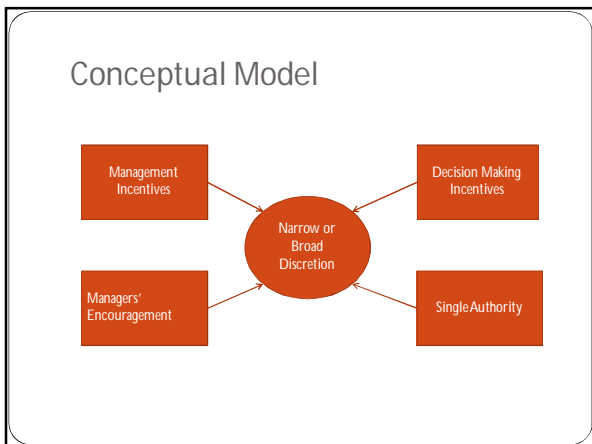 Conceptual Model
Management
Incentives
Decision Making
Incentives
Narrow or
Broad
Discretion
Managers'
Encouragement
Single Authority